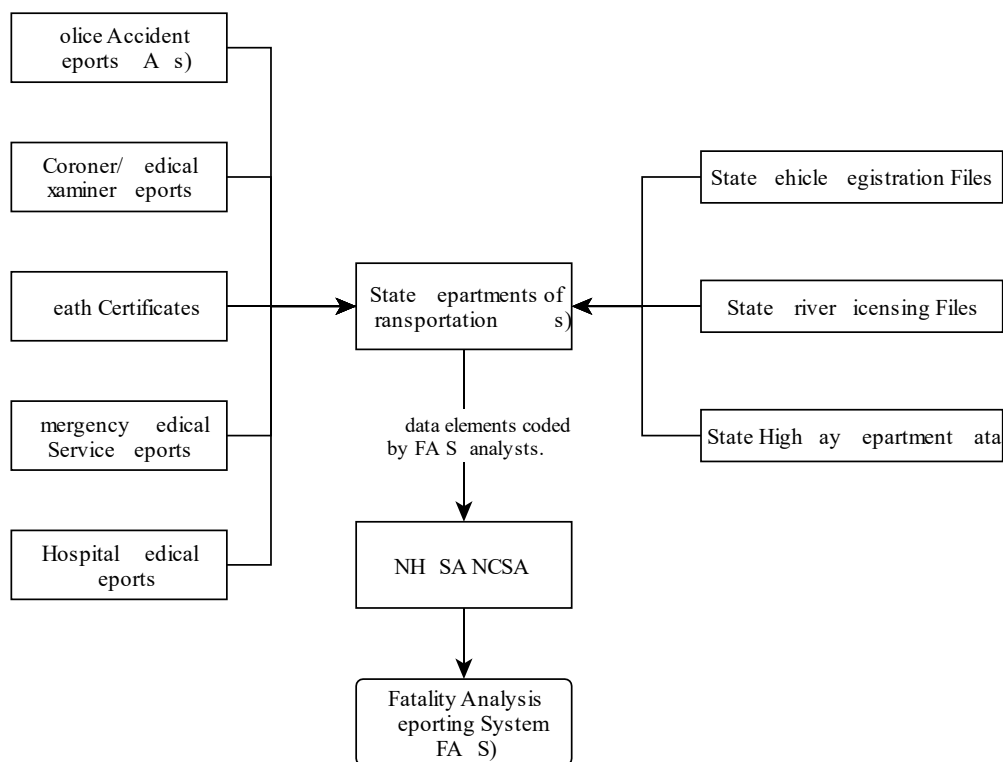 olice Accident
eports A s)
Coroner/ edical
xaminer eports
eath Certificates
mergency edical
Service eports
Hospital edical
eports
State epartments of
ransportation s)
data elements coded
by FA S analysts.
NH SA NCSA
Fatality Analysis
eporting System
FA S)
State ehicle egistration Files
State river icensing Files
State High ay epartment ata